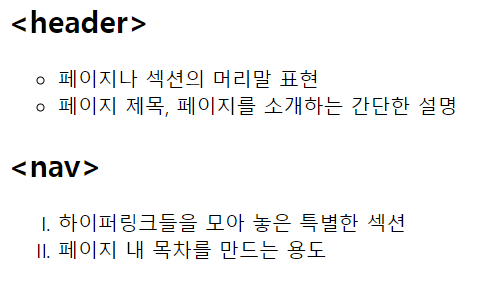 <header>
페이지나 섹션의 머리말 표현
페이지 제목, 페이지를 소개하는 간단한 설명
<nav>
I. 하이퍼링크들을 모아 놓은 특별한 섹션
II. 페이지 내 목차를 만드는 용도